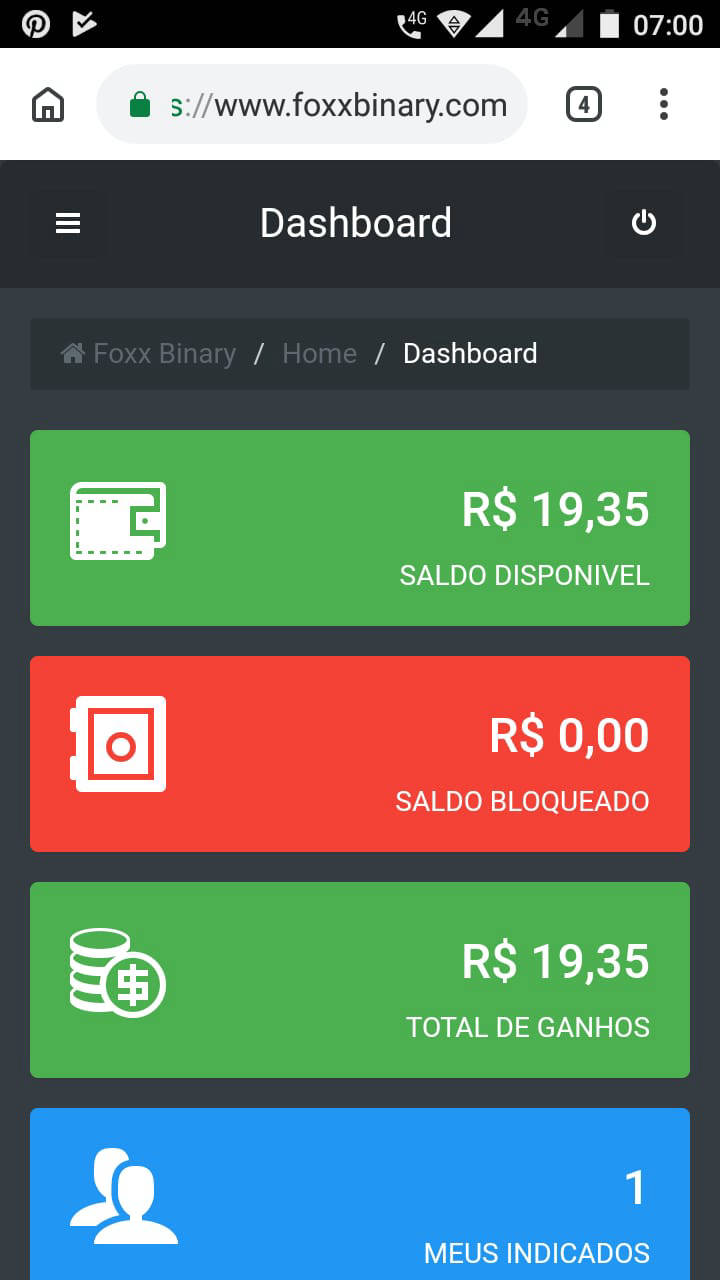 4G 4G 07:00
s://www.foxxbinary.com 4
Dashboard
Foxx Binary / Home / Dashboard
R$ 19,35
SALDO DISPONIVEL
R$ 0,00
SALDO BLOQUEADO
R$ 19,35
TOTAL DE GANHOS
1
MEUS INDICADOS